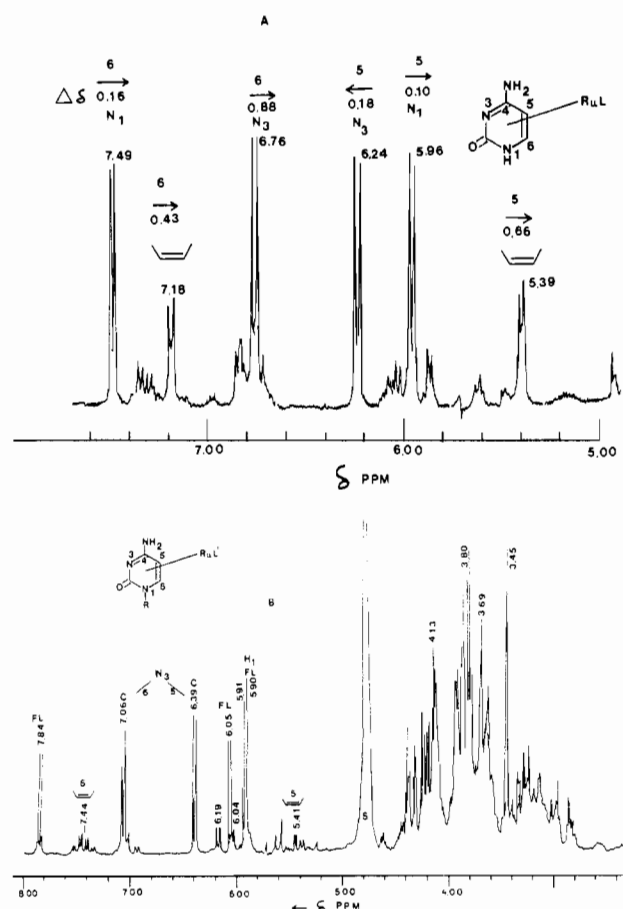 A
6 6 5 5
Δδ 0.16 0.88 0.18 0.10
N1 N3 N3 N1
7.49 6.76 6.24 5.96
NH2
3 4 5
N
RuL
O N 1 6
H
6 5
0.43 0.66
7.18 5.39
7.00 6.00 5.00
δ PPM
NH2
3 4 5
N
RuL'
O N 1 6
R
B
FL 7.84
5 7.44
6 N3 5
7.06 6.39
6.19
FL 6.05
6.04
5.91
H1'
FL
5.90
5 5.41
S
4.13
3.80
3.69
3.45
8.00 7.00 6.00 5.00 4.00
← δ PPM